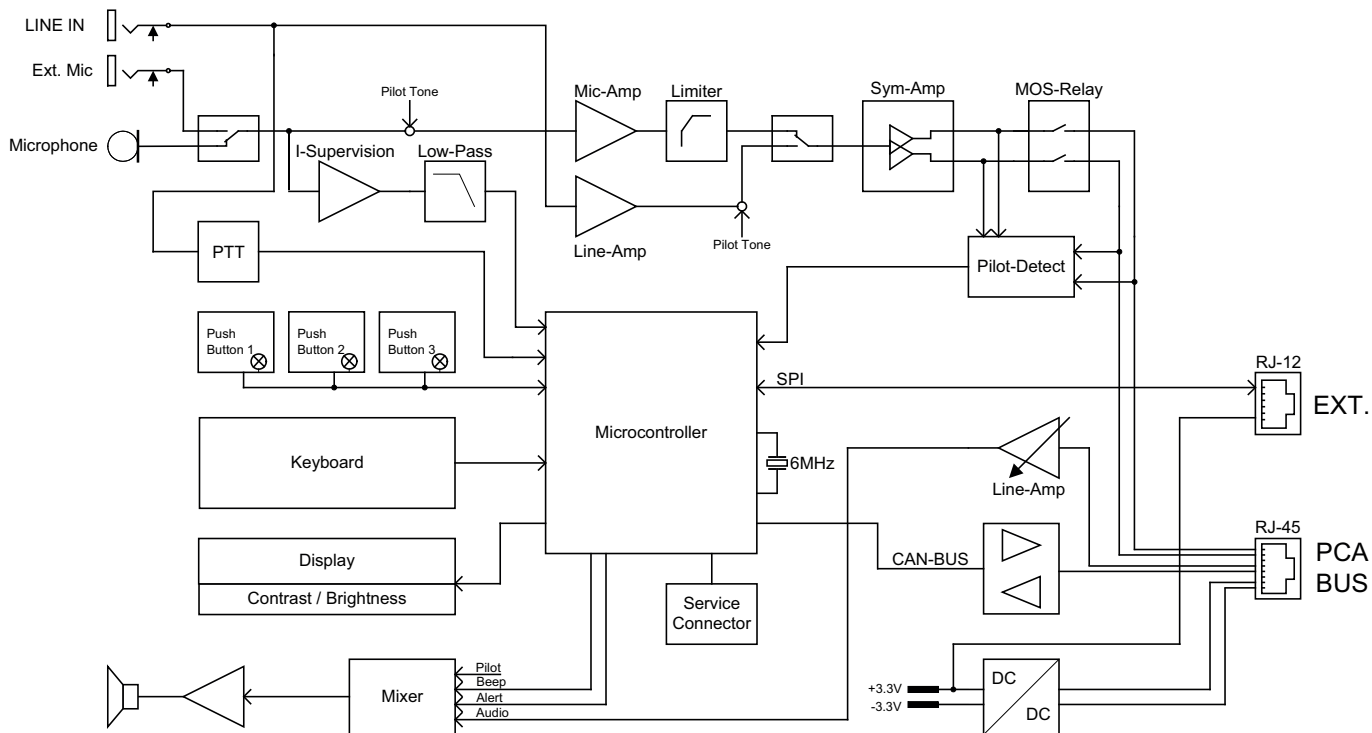 LINE IN
Ext. Mic
Microphone
Pilot Tone
I-Supervision
Low-Pass
Mic-Amp
Limiter
Line-Amp
Pilot Tone
Sym-Amp
MOS-Relay
Pilot-Detect
PTT
Push
Button 1
Push
Button 2
Push
Button 3
Keyboard
Display
Contrast / Brightness
Microcontroller
6MHz
SPI
RJ-12
EXT.
Line-Amp
CAN-BUS
RJ-45
PCA
BUS
Service
Connector
Mixer
Pilot
Beep
Alert
Audio
+3.3V
-3.3V
DC
DC